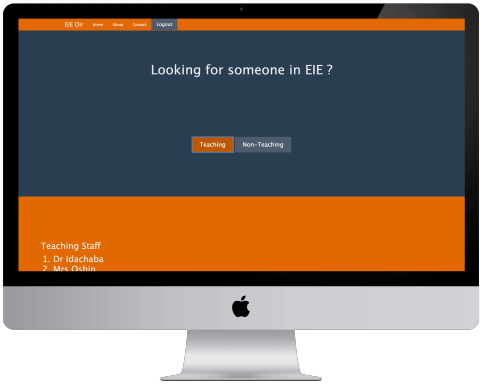 EIE Dir Home About Contact Logout
Looking for someone in EIE ?
Teaching Non-Teaching
Teaching Staff
1. Dr Idachaba
2. Mrs Oshin